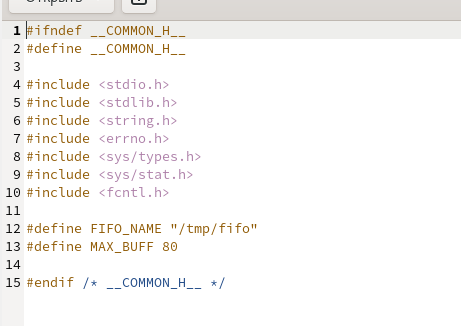 Открыть
1 #ifndef __COMMON_H__
2 #define __COMMON_H__
3
4 #include <stdio.h>
5 #include <stdlib.h>
6 #include <string.h>
7 #include <errno.h>
8 #include <sys/types.h>
9 #include <sys/stat.h>
10 #include <fcntl.h>
11
12 #define FIFO_NAME "/tmp/fifo"
13 #define MAX_BUFF 80
14
15 #endif /* __COMMON_H__ */